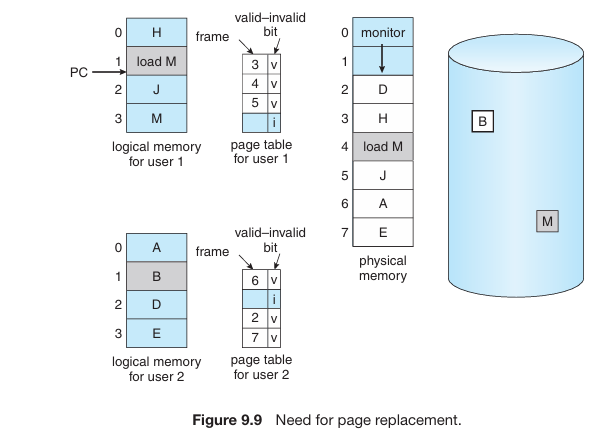 0 H
1 load M
PC
2 J
3 M
logical memory
for user 1
valid–invalid
bit
frame
3 v
4 v
5 v
i
page table
for user 1
0 monitor
1
2 D
3 H
4 load M
5 J
6 A
7 E
physical
memory
B
M
0 A
1 B
2 D
3 E
logical memory
for user 2
valid–invalid
bit
frame
6 v
i
2 v
7 v
page table
for user 2
Figure 9.9 Need for page replacement.